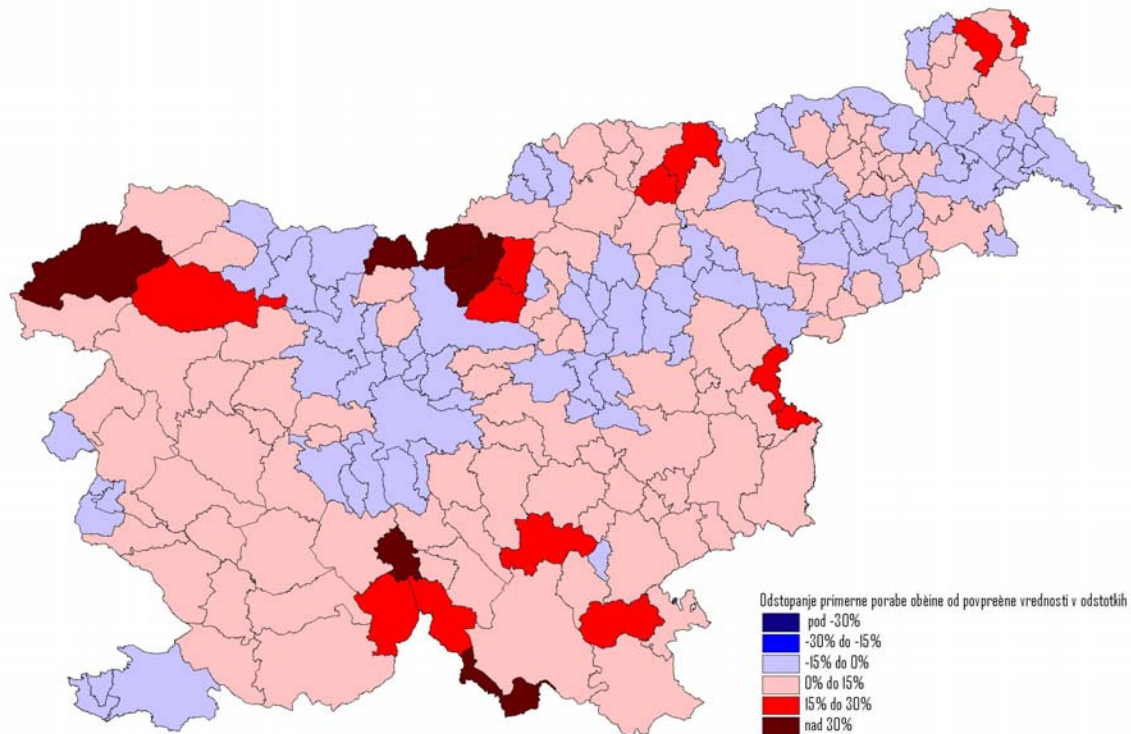 Odstopanje primerne porabe obèine od povpreène vrednosti v odstotkih
pod -30%
-30% do -15%
-15% do 0%
0% do 15%
15% do 30%
nad 30%